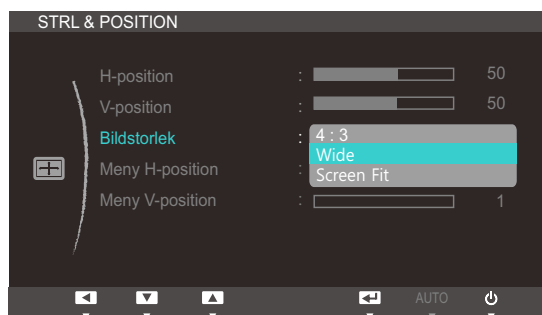 STRL & POSITION
H-position : 50
V-position : 50
Bildstorlek : 4 : 3
Wide
Meny H-position :
Screen Fit
Meny V-position : 1
AUTO